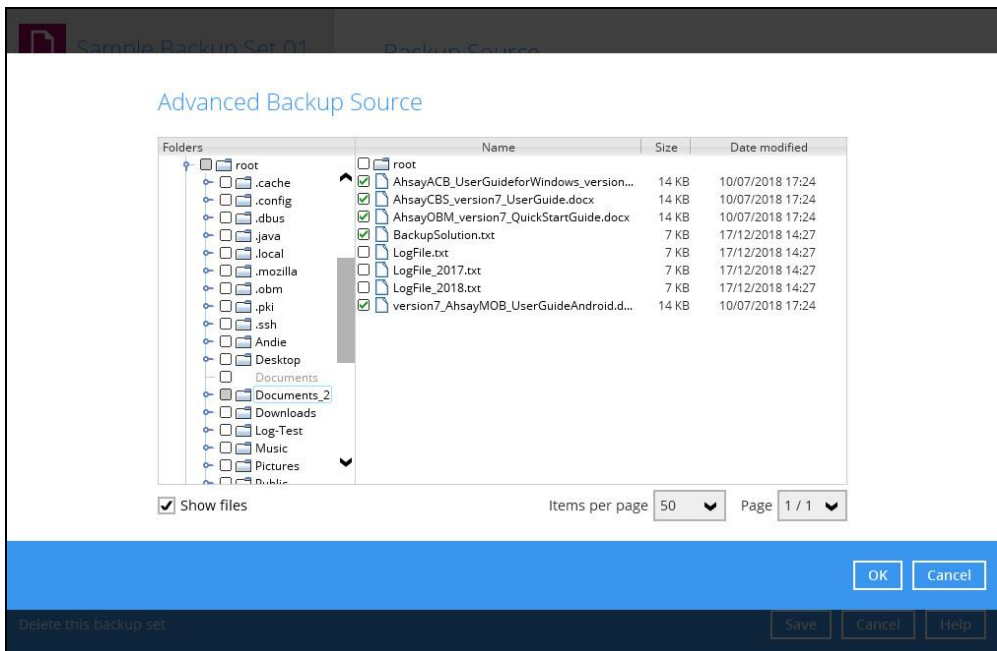 Sample Backup Set 01
Backup Source
Advanced Backup Source
Folders
Name Size Date modified
root
.cache
.config
.dbus
.java
.local
.mozilla
.obm
.pki
.ssh
Andie
Desktop
Documents
Documents_2
Downloads
Log-Test
Music
Pictures
Public
root
AhsayACB_UserGuideforWindows_version... 14 KB 10/07/2018 17:24
AhsayCBS_version7_UserGuide.docx 14 KB 10/07/2018 17:24
AhsayOBM_version7_QuickStartGuide.docx 14 KB 10/07/2018 17:24
BackupSolution.txt 7 KB 17/12/2018 14:27
LogFile.txt 7 KB 17/12/2018 14:27
LogFile_2017.txt 7 KB 17/12/2018 14:27
LogFile_2018.txt 7 KB 17/12/2018 14:27
version7_AhsayMOB_UserGuideAndroid.d... 14 KB 10/07/2018 17:24
Show files
Items per page 50 Page 1 / 1
OK Cancel
Delete this backup set
Save Cancel Help